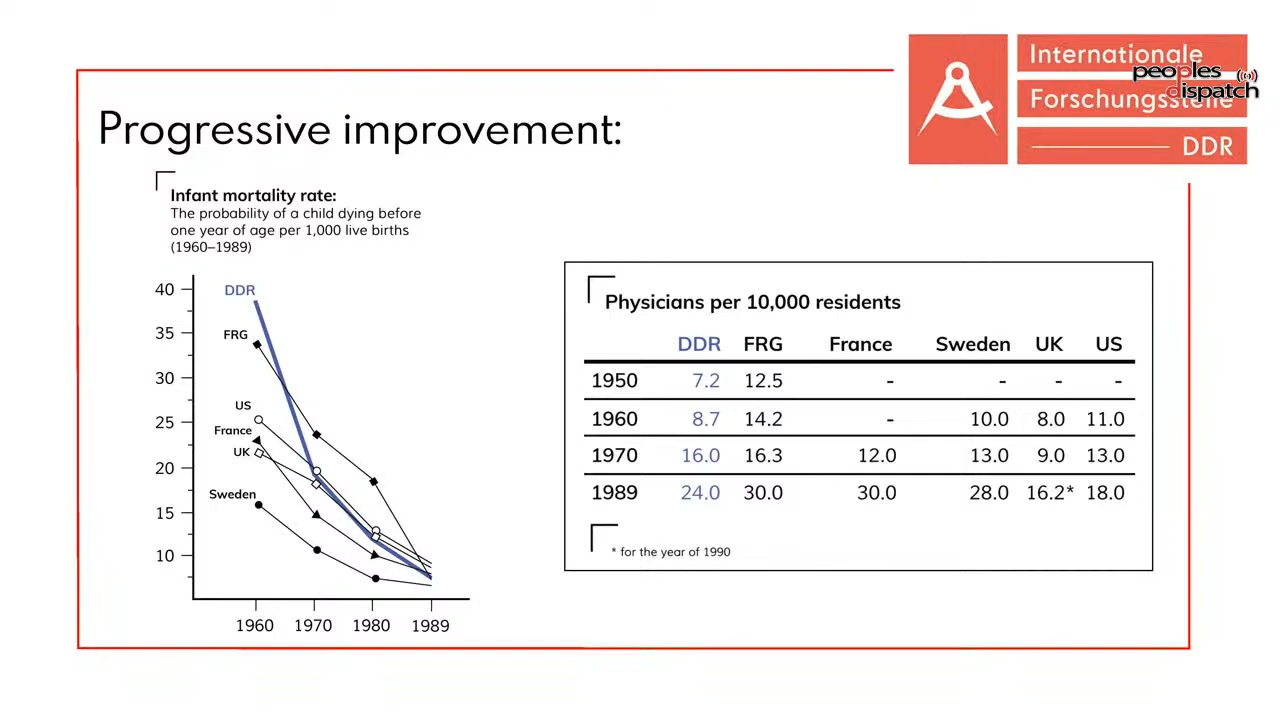 Internationale
Forschungsstelle
DDR
peoples
dispatch
Progressive improvement:
Infant mortality rate:
The probability of a child dying before
one year of age per 1,000 live births
(1960–1989)
40
35
30
25
20
15
10
DDR
FRG
US
France
UK
Sweden
1960 1970 1980 1989
Physicians per 10,000 residents
DDR FRG France Sweden UK US
1950 7.2 12.5 - - - -
1960 8.7 14.2 - 10.0 8.0 11.0
1970 16.0 16.3 12.0 13.0 9.0 13.0
1989 24.0 30.0 30.0 28.0 16.2* 18.0
* for the year of 1990